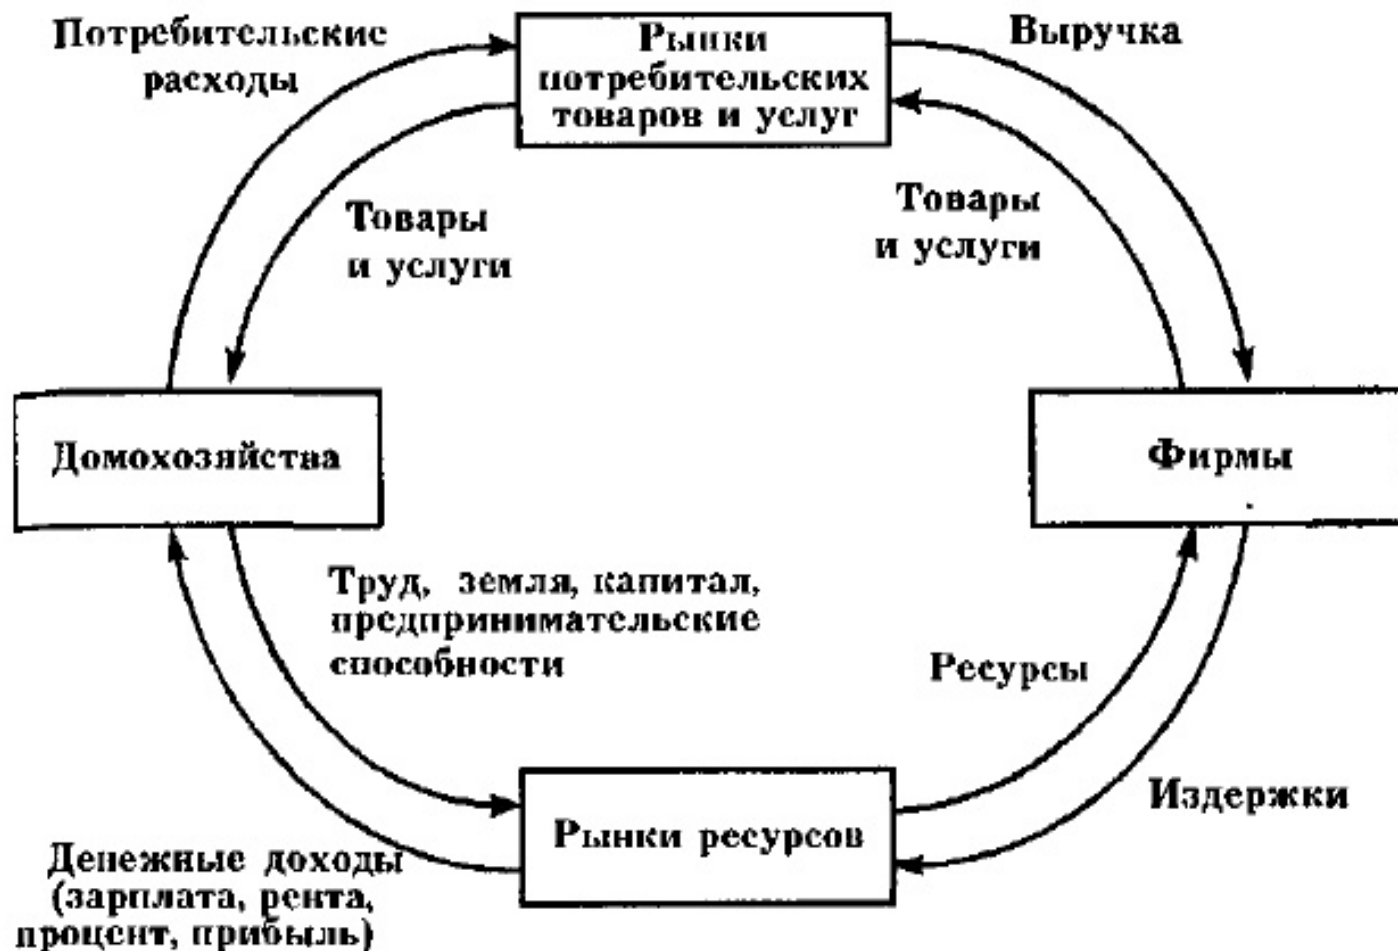 Потребительские
расходы
Рынки
потребительских
товаров и услуг
Выручка
Товары
и услуги
Товары
и услуги
Домохозяйства
Фирмы
Труд, земля, капитал,
предпринимательские
способности
Ресурсы
Рынки ресурсов
Издержки
Денежные доходы
(зарплата, рента,
процент, прибыль)